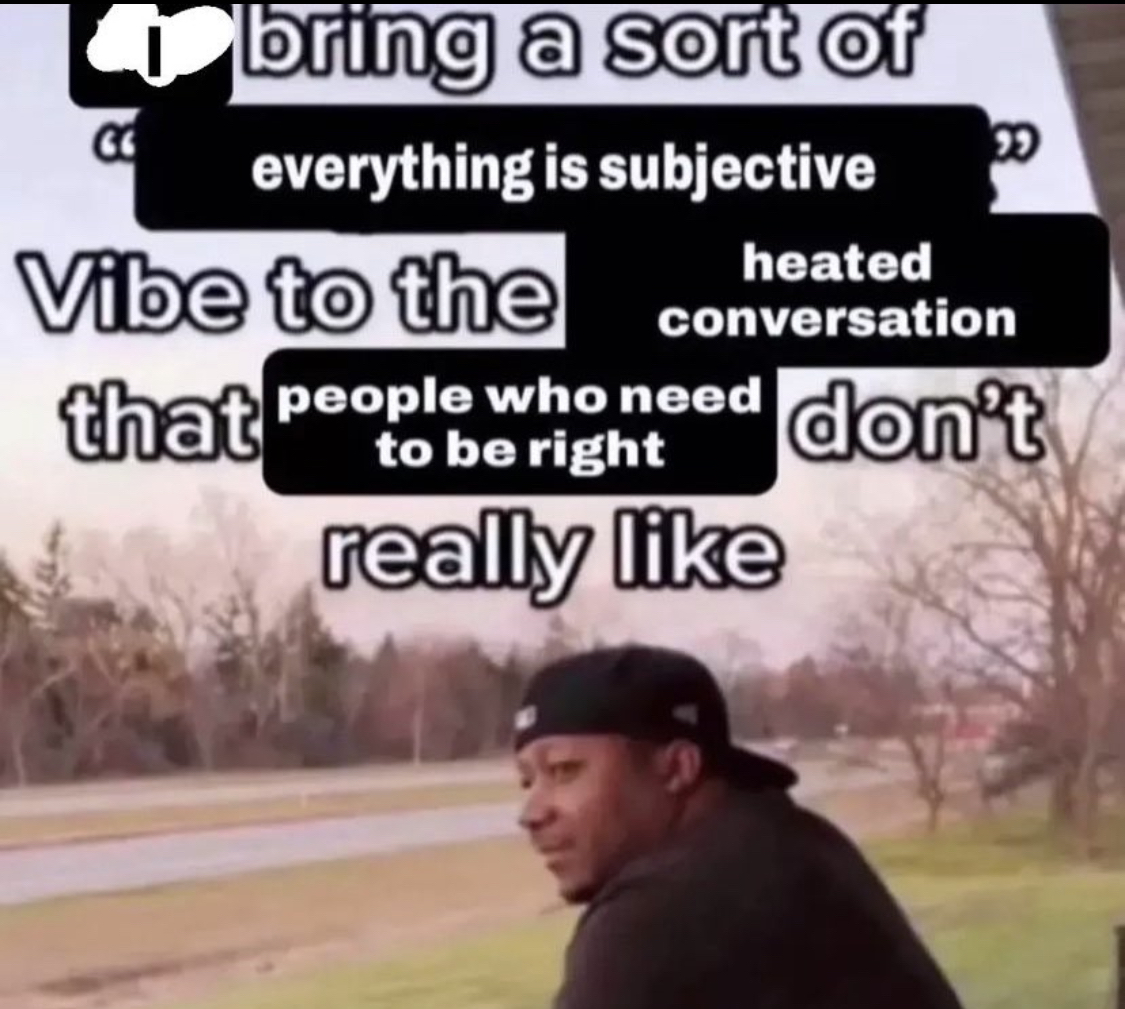 I bring a sort of
“ everything is subjective ”
Vibe to the heated
conversation
that people who need
to be right don't
really like